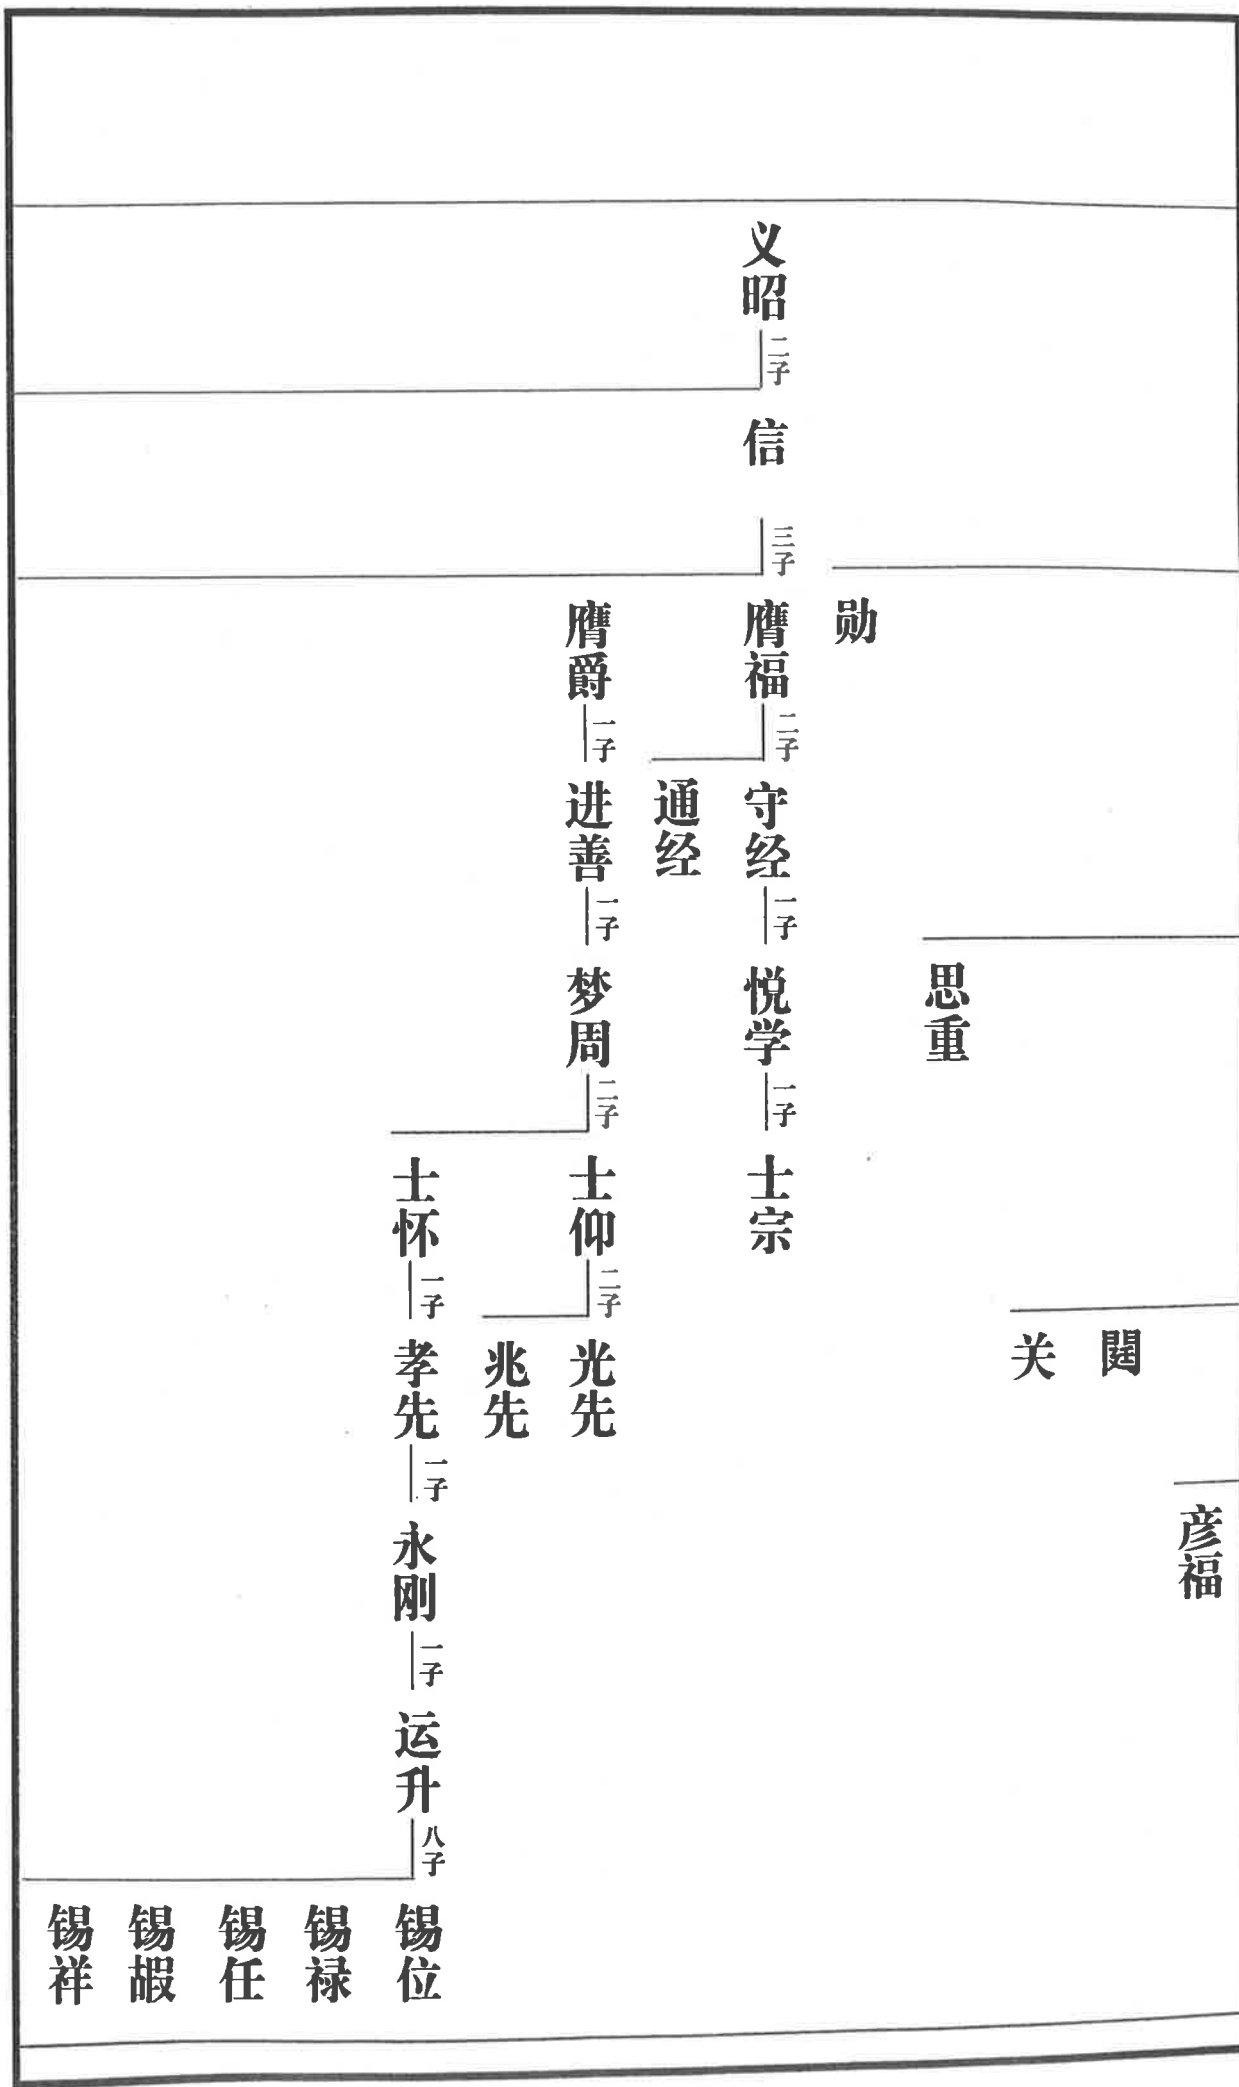 彦福
关
思重
勋
义昭 二子 信 三子 膺福 二子 守经 一子 悦学 一子 士宗
通经
膺爵 一子 进善 一子 梦周 二子 士仰 二子 光先
兆先
士怀 一子 孝先 一子 永刚 一子 运升 八子 锡位
锡禄
锡任
锡嘏
锡祥